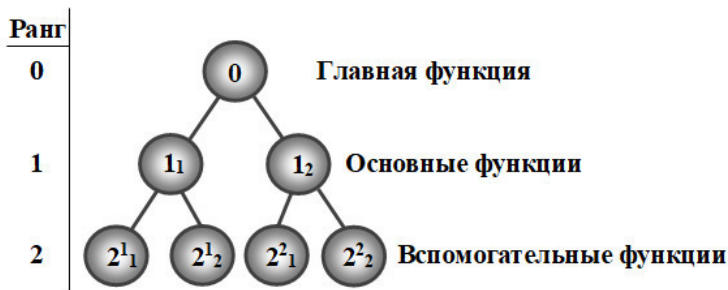 Ранг
0 0 Главная функция
1 1₁ 1₂ Основные функции
2 2¹₁ 2¹₂ 2²₁ 2²₂ Вспомогательные функции